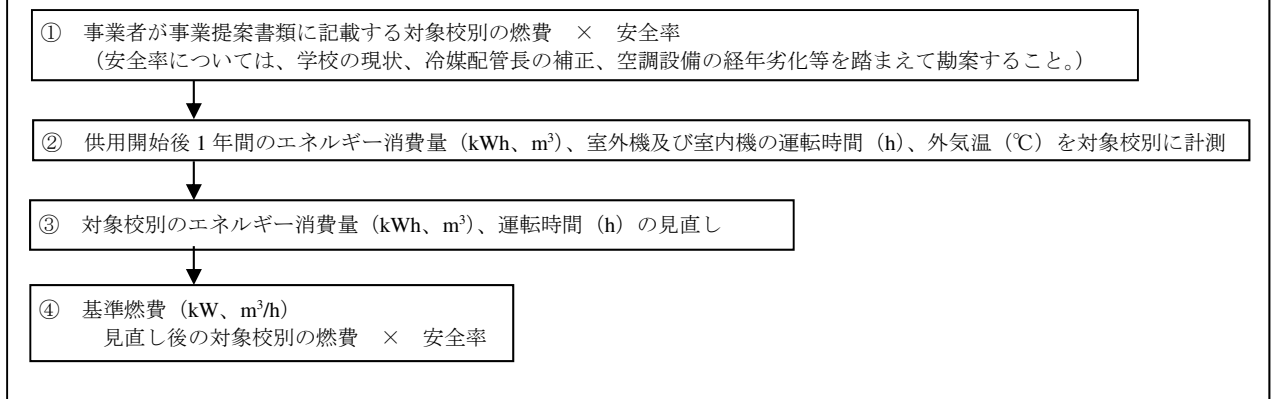 ① 事業者が事業提案書類に記載する対象校別の燃費 × 安全率
（安全率については、学校の現状、冷媒配管長の補正、空調設備の経年劣化等を踏まえて勘案すること。）
② 供用開始後 1 年間のエネルギー消費量（kWh、m³）、室外機及び室内機の運転時間（h）、外気温（℃）を対象校別に計測
③ 対象校別のエネルギー消費量（kWh、m³）、運転時間（h）の見直し
④ 基準燃費（kW、m³/h）
見直し後の対象校別の燃費 × 安全率